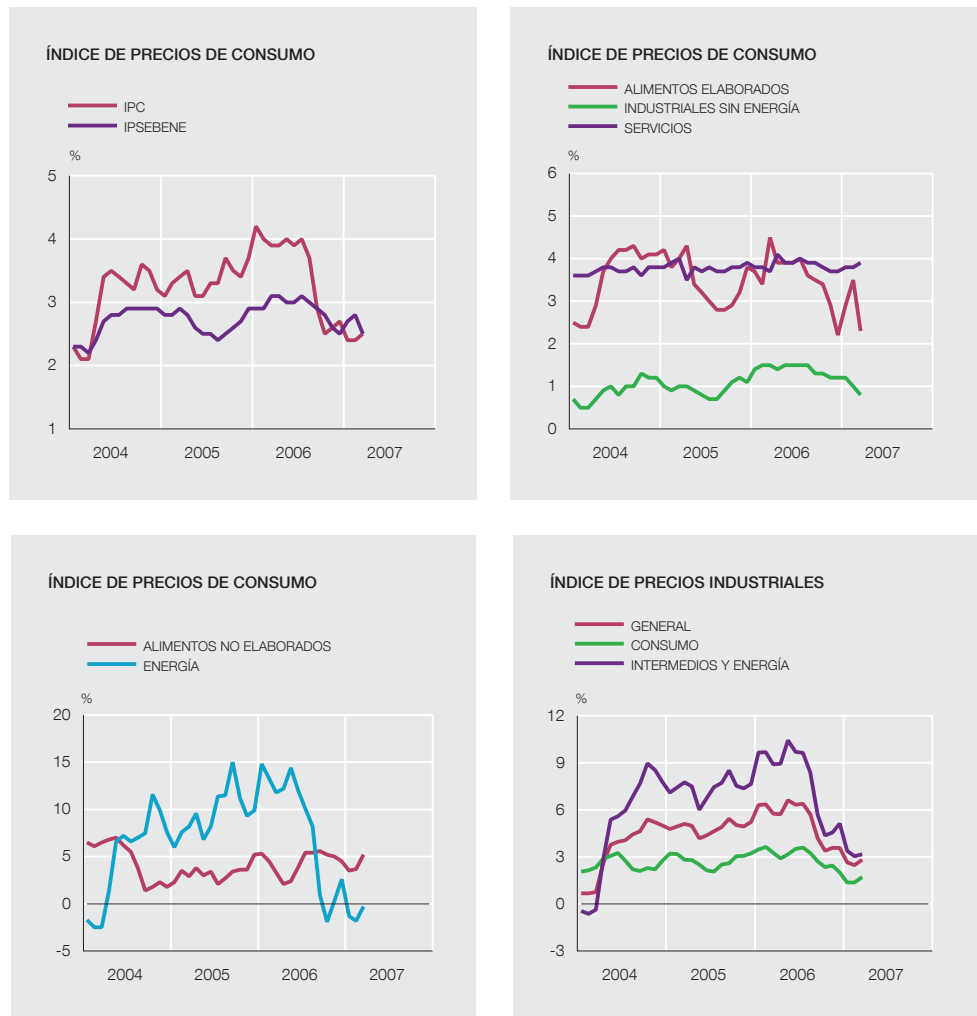 ÍNDICE DE PRECIOS DE CONSUMO
IPC
IPSEBENE
%
5
4
3
2
1
2004 2005 2006 2007
ÍNDICE DE PRECIOS DE CONSUMO
ALIMENTOS ELABORADOS
INDUSTRIALES SIN ENERGÍA
SERVICIOS
%
6
5
4
3
2
1
0
2004 2005 2006 2007
ÍNDICE DE PRECIOS DE CONSUMO
ALIMENTOS NO ELABORADOS
ENERGÍA
%
20
15
10
5
0
-5
2004 2005 2006 2007
ÍNDICE DE PRECIOS INDUSTRIALES
GENERAL
CONSUMO
INTERMEDIOS Y ENERGÍA
%
12
9
6
3
0
-3
2004 2005 2006 2007